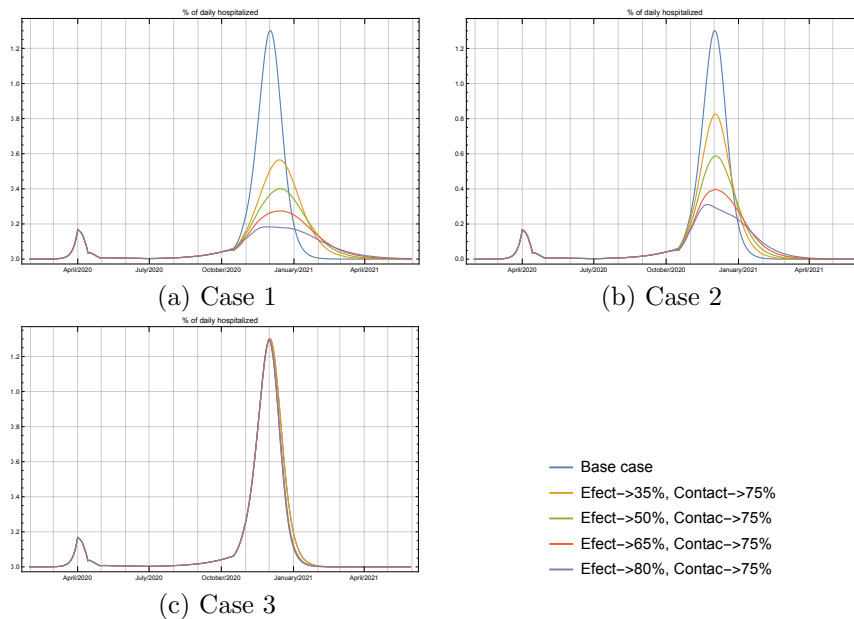 % of daily hospitalized
1.2
1.0
0.8
0.6
0.4
0.2
0.0
April/2020 July/2020 October/2020 January/2021 April/2021
(a) Case 1
% of daily hospitalized
1.2
1.0
0.8
0.6
0.4
0.2
0.0
April/2020 July/2020 October/2020 January/2021 April/2021
(b) Case 2
% of daily hospitalized
1.2
1.0
0.8
0.6
0.4
0.2
0.0
April/2020 July/2020 October/2020 January/2021 April/2021
(c) Case 3
Base case
Efect->35%, Contact->75%
Efect->50%, Contac->75%
Efect->65%, Contac->75%
Efect->80%, Contac->75%